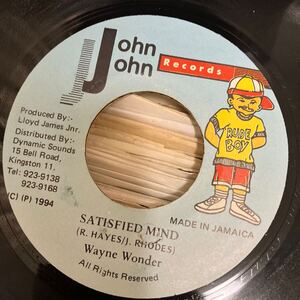 John
John
Records
Produced By:-
Lloyd James Jnr.
Distributed By:-
Dynamic Sounds
15 Bell Road,
Kingston 11.
Tel: 923-9138
923-9168
(C) (P) 1994
RUDE
BOY
MADE IN JAMAICA
SATISFIED MIND
(R. HAYES/J. RHODES)
Wayne Wonder
All Rights Reserved